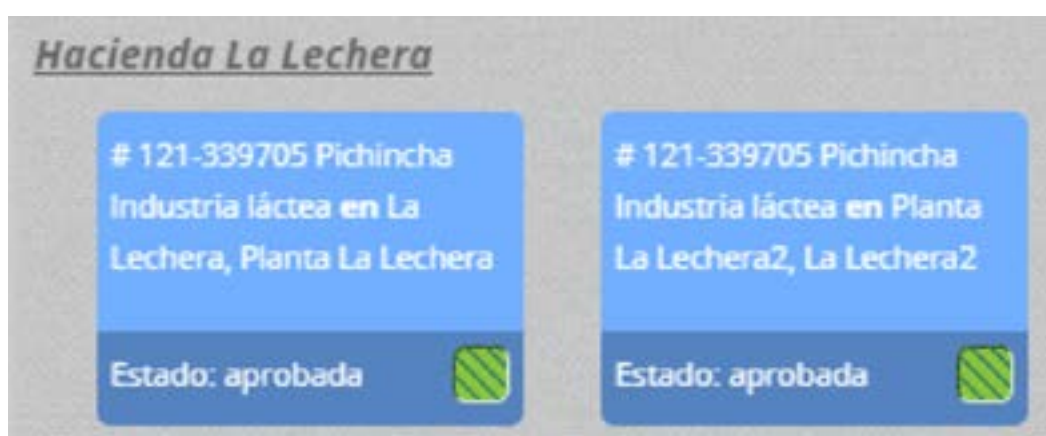 Hacienda La Lechera
# 121-339705 Pichincha
Industria láctea en La
Lechera, Planta La Lechera
Estado: aprobada
# 121-339705 Pichincha
Industria láctea en Planta
La Lechera2, La Lechera2
Estado: aprobada